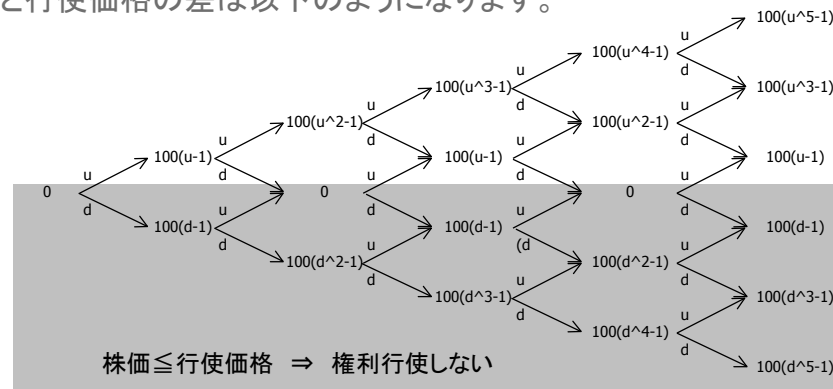 と行使価格の差は以下のようになります。
100(u^5-1)
u
100(u^4-1)
d
u
100(u^3-1)
100(u^3-1)
u
d
u
100(u^2-1)
100(u^2-1)
d
u
d
u
100(u-1)
100(u-1)
100(u-1)
u
d
u
d
u
d
0
0
0
d
u
d
u
d
u
100(d-1)
100(d-1)
100(d-1)
d
u
(d
u
d
100(d^2-1)
100(d^2-1)
d
u
d
u
100(d^3-1)
100(d^3-1)
d
u
100(d^4-1)
d
株価≦行使価格 ⇒ 権利行使しない
100(d^5-1)